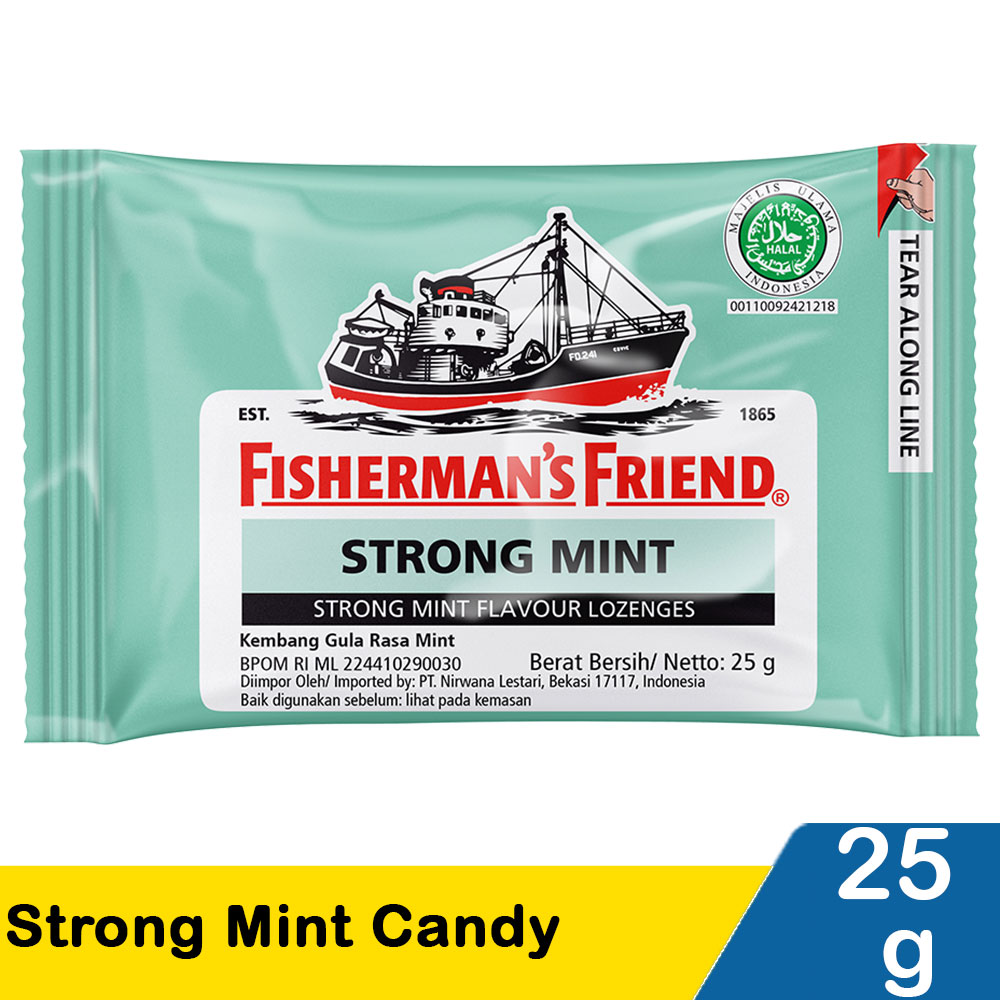 MAJELIS ULAMA
حلال
HALAL
INDONESIA
00110092421218
TEAR ALONG LINE
FD.241
EST. 1865
FISHERMAN'S FRIEND®
STRONG MINT
STRONG MINT FLAVOUR LOZENGES
Kembang Gula Rasa Mint
BPOM RI ML 224410290030
Berat Bersih/ Netto: 25 g
Diimpor Oleh/ Imported by: PT. Nirwana Lestari, Bekasi 17117, Indonesia
Baik digunakan sebelum: lihat pada kemasan
Strong Mint Candy
25
g